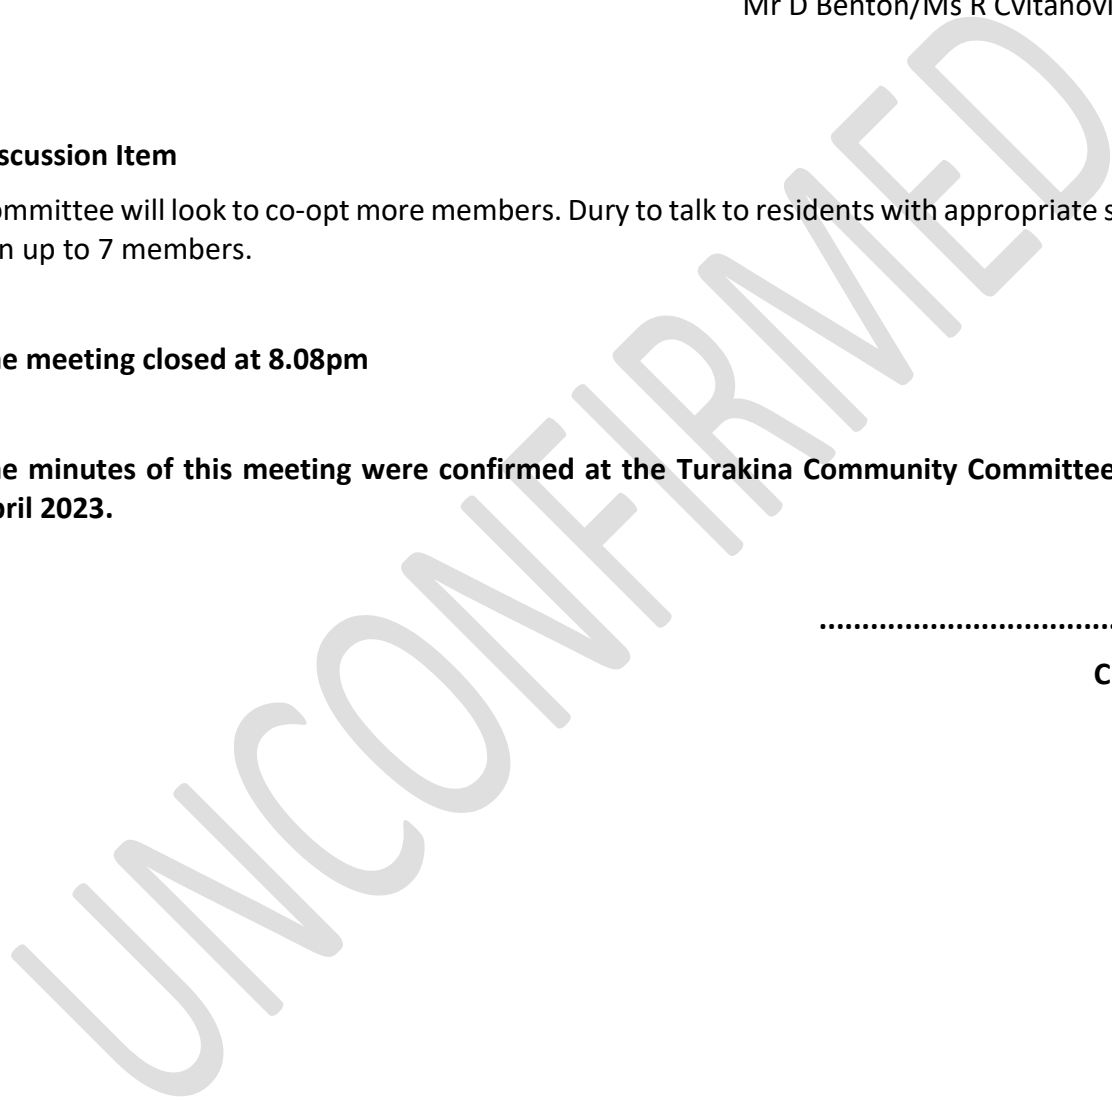 Mr D Benton/Ms R Cvitanovi
scussion Item
ommittee will look to co-opt more members. Dury to talk to residents with appropriate s
n up to 7 members.
e meeting closed at 8.08pm
e minutes of this meeting were confirmed at the Turakina Community Committee
pril 2023.
....................................
C
UNCONFIRMED